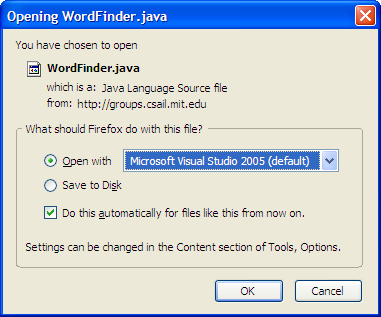 Opening WordFinder.java
You have chosen to open
WordFinder.java
which is a: Java Language Source file
from: http://groups.csail.mit.edu
What should Firefox do with this file?
Open with Microsoft Visual Studio 2005 (default)
Save to Disk
Do this automatically for files like this from now on.
Settings can be changed in the Content section of Tools, Options.
OK Cancel